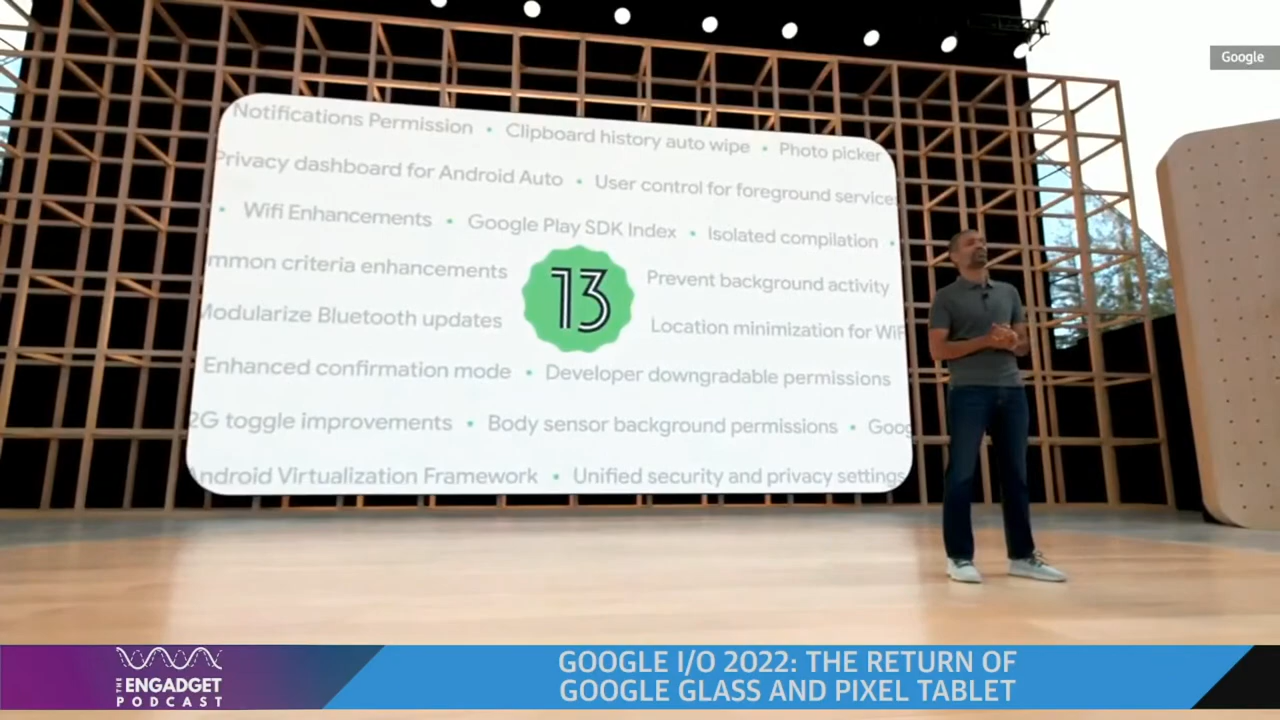 Google
Notifications Permission • Clipboard history auto wipe • Photo picker
Privacy dashboard for Android Auto • User control for foreground services
• Wifi Enhancements • Google Play SDK Index • Isolated compilation •
mmon criteria enhancements
Prevent background activity
13
Modularize Bluetooth updates
Location minimization for WiF
Enhanced confirmation mode • Developer downgradable permissions
2G toggle improvements • Body sensor background permissions • Goog
Android Virtualization Framework • Unified security and privacy settings
THE ENGADGET
PODCAST
GOOGLE I/O 2022: THE RETURN OF
GOOGLE GLASS AND PIXEL TABLET